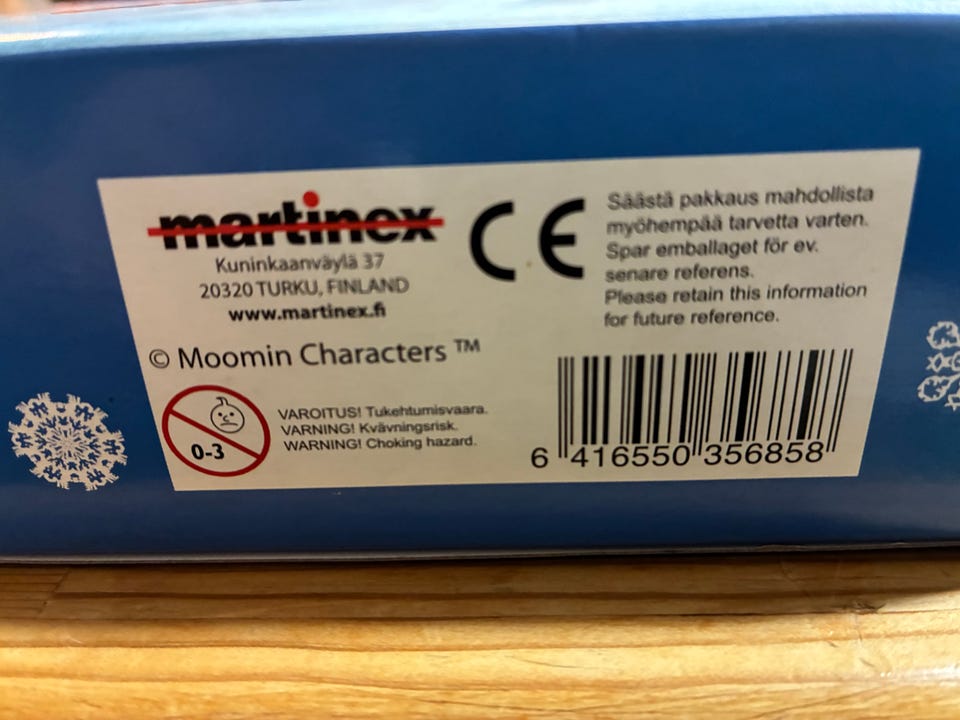 martinex
Kuninkaanväylä 37
20320 TURKU, FINLAND
www.martinex.fi
© Moomin Characters ™
CE
Säästä pakkaus mahdollista
myöhempää tarvetta varten.
Spar emballaget för ev.
senare referens.
Please retain this information
for future reference.
0-3
VAROITUS! Tukehtumisvaara.
VARNING! Kvävningsrisk.
WARNING! Choking hazard.
6 416550 356858